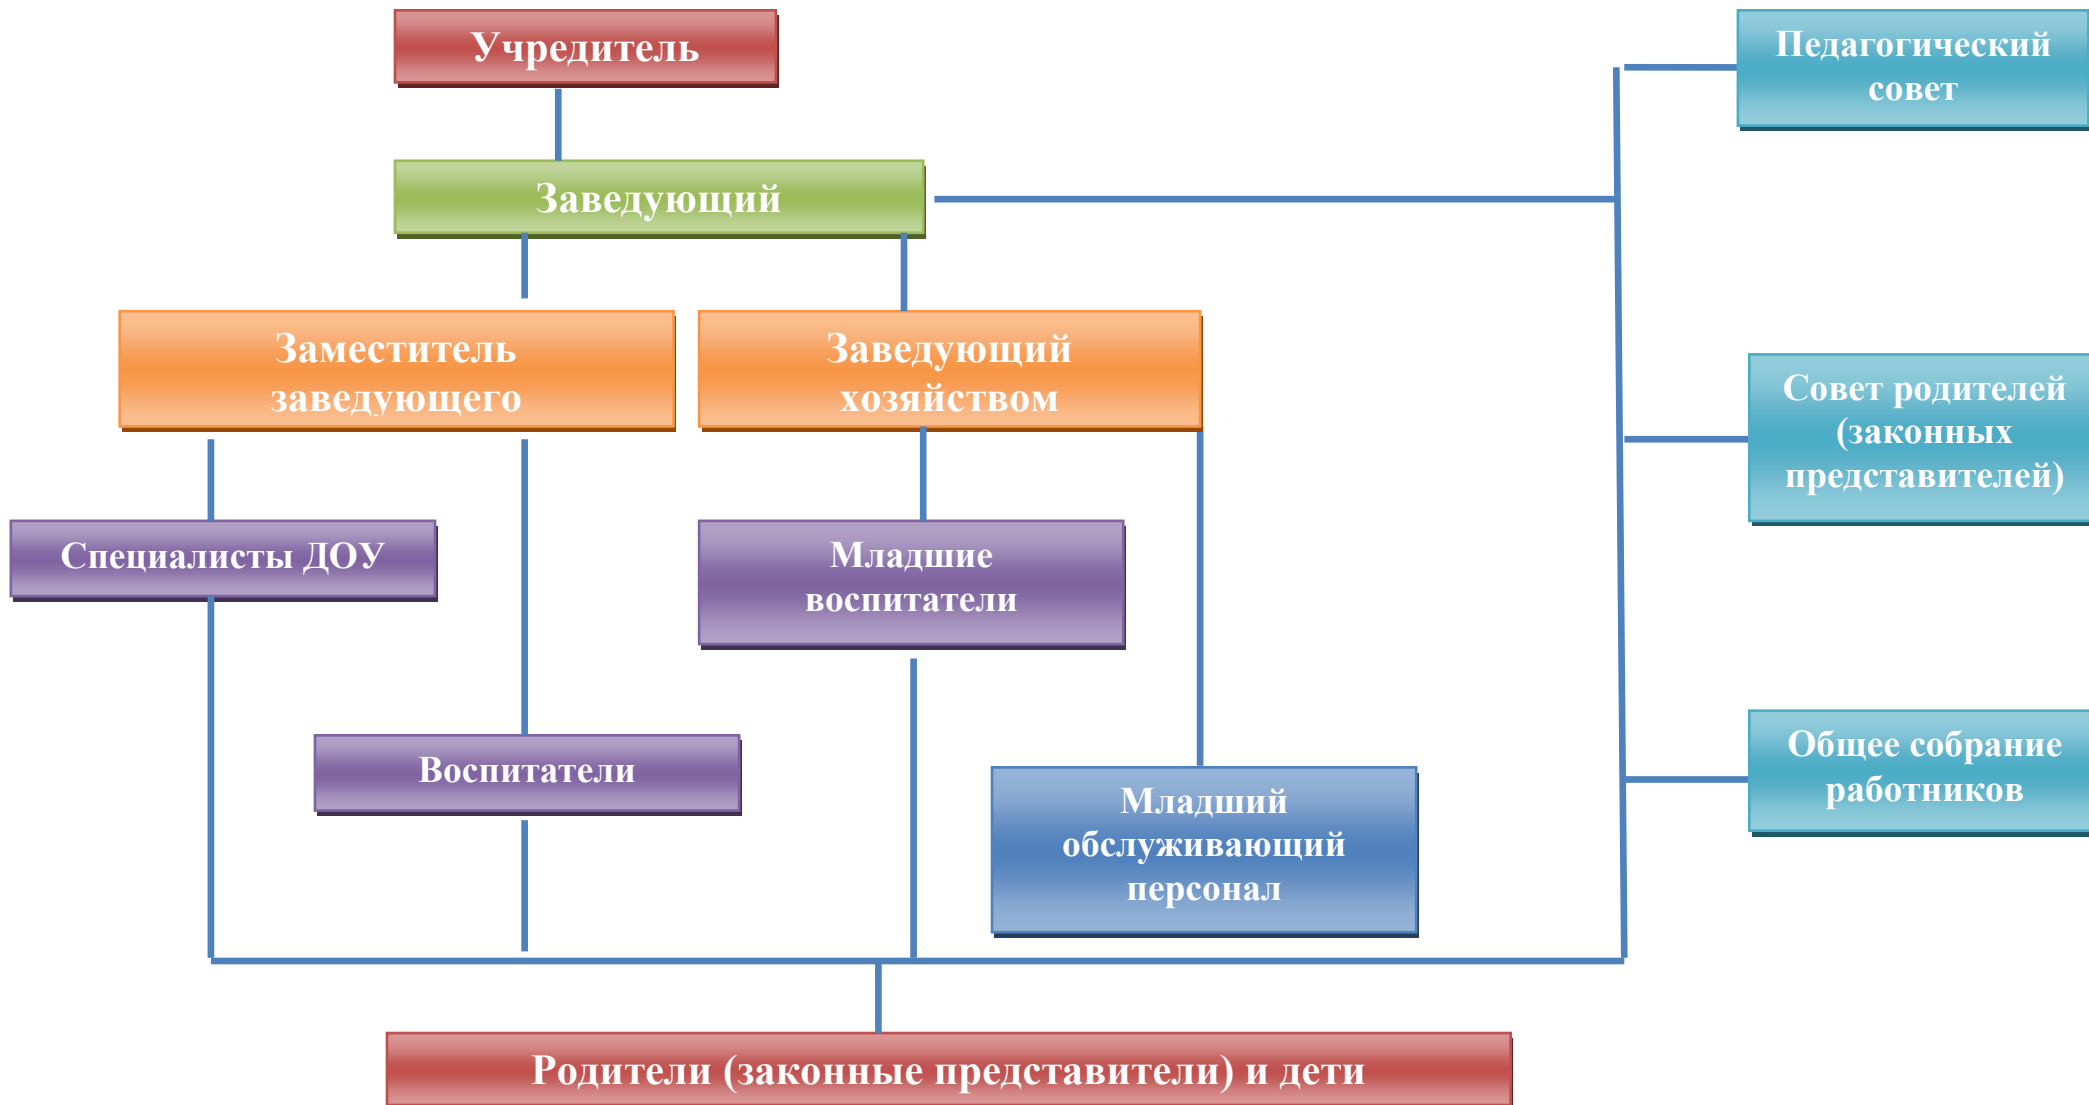 Учредитель
Педагогический
совет
Заведующий
Заместитель
заведующего
Заведующий
хозяйством
Совет родителей
(законных
представителей)
Специалисты ДОУ
Младшие
воспитатели
Воспитатели
Младший
обслуживающий
персонал
Общее собрание
работников
Родители (законные представители) и дети